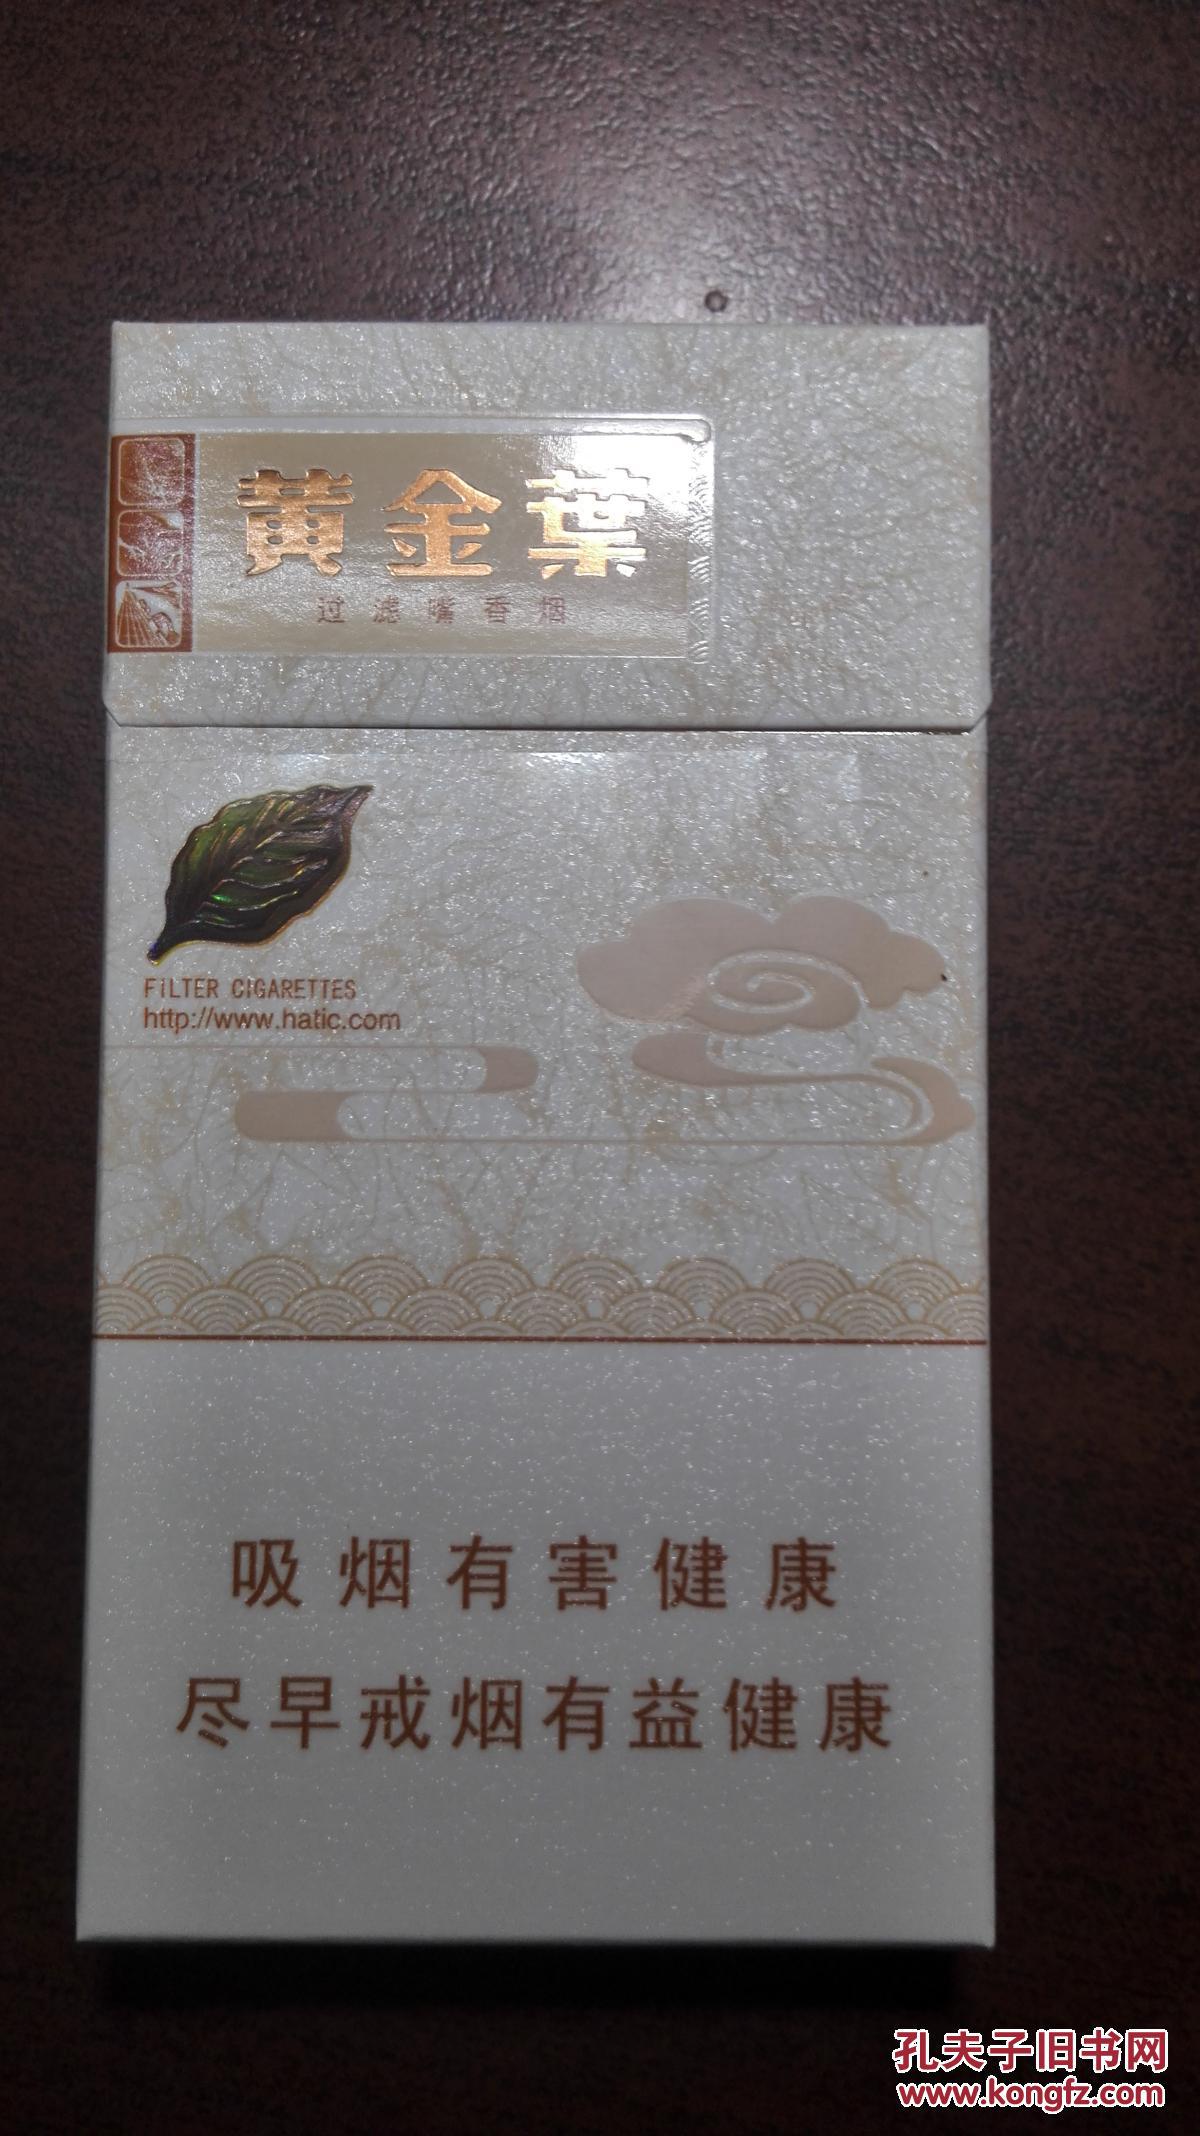 黄金葉
过滤嘴香烟
FILTER CIGARETTES
http://www.hatic.com
吸烟有害健康
尽早戒烟有益健康
孔夫子旧书网
www.kongfz.com